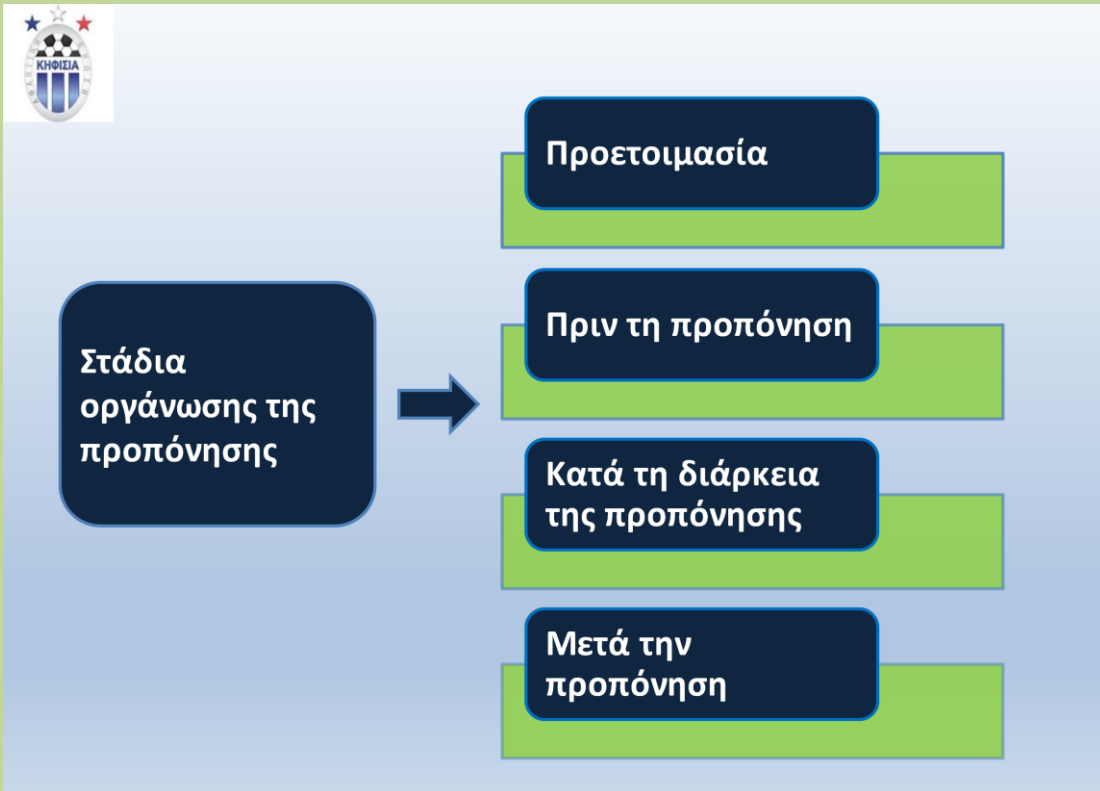 ΚΗΦΙΣΙΑ
Στάδια
οργάνωσης της
προπόνησης
Προετοιμασία
Πριν τη προπόνηση
Κατά τη διάρκεια
της προπόνησης
Μετά την
προπόνηση